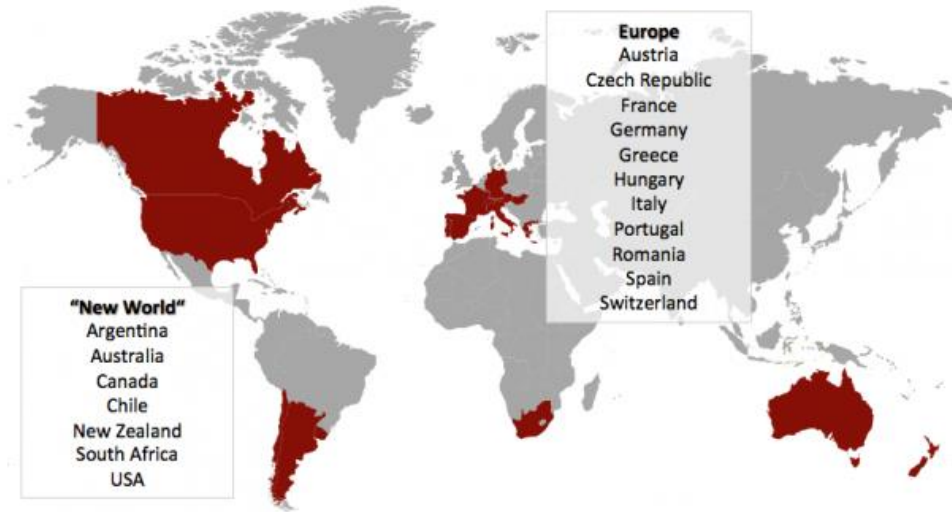 Europe
Austria
Czech Republic
France
Germany
Greece
Hungary
Italy
Portugal
Romania
Spain
Switzerland
“New World“
Argentina
Australia
Canada
Chile
New Zealand
South Africa
USA